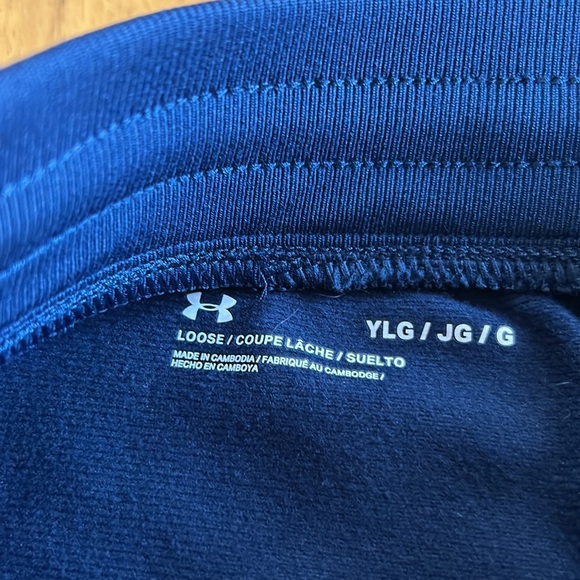 YLG / JG / G
LOOSE / COUPE LÂCHE / SUELTO
MADE IN CAMBODIA / FABRIQUÉ AU CAMBODGE /
HECHO EN CAMBOYA